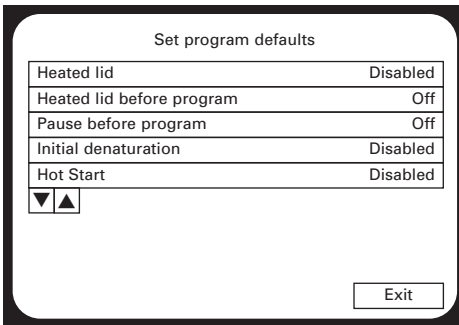 Set program defaults
Heated lid Disabled
Heated lid before program Off
Pause before program Off
Initial denaturation Disabled
Hot Start Disabled
Exit